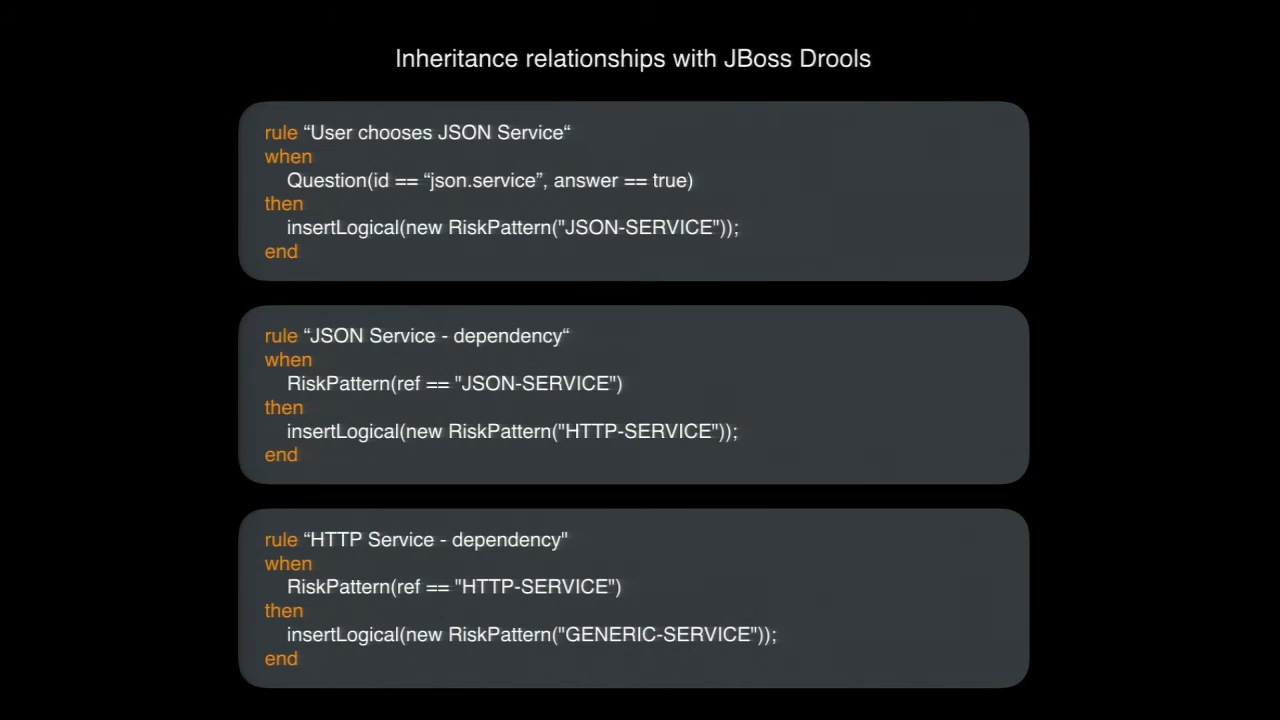 Inheritance relationships with JBoss Drools
rule “User chooses JSON Service“
when
Question(id == “json.service”, answer == true)
then
insertLogical(new RiskPattern("JSON-SERVICE"));
end
rule “JSON Service - dependency“
when
RiskPattern(ref == "JSON-SERVICE")
then
insertLogical(new RiskPattern("HTTP-SERVICE"));
end
rule “HTTP Service - dependency"
when
RiskPattern(ref == "HTTP-SERVICE")
then
insertLogical(new RiskPattern("GENERIC-SERVICE"));
end